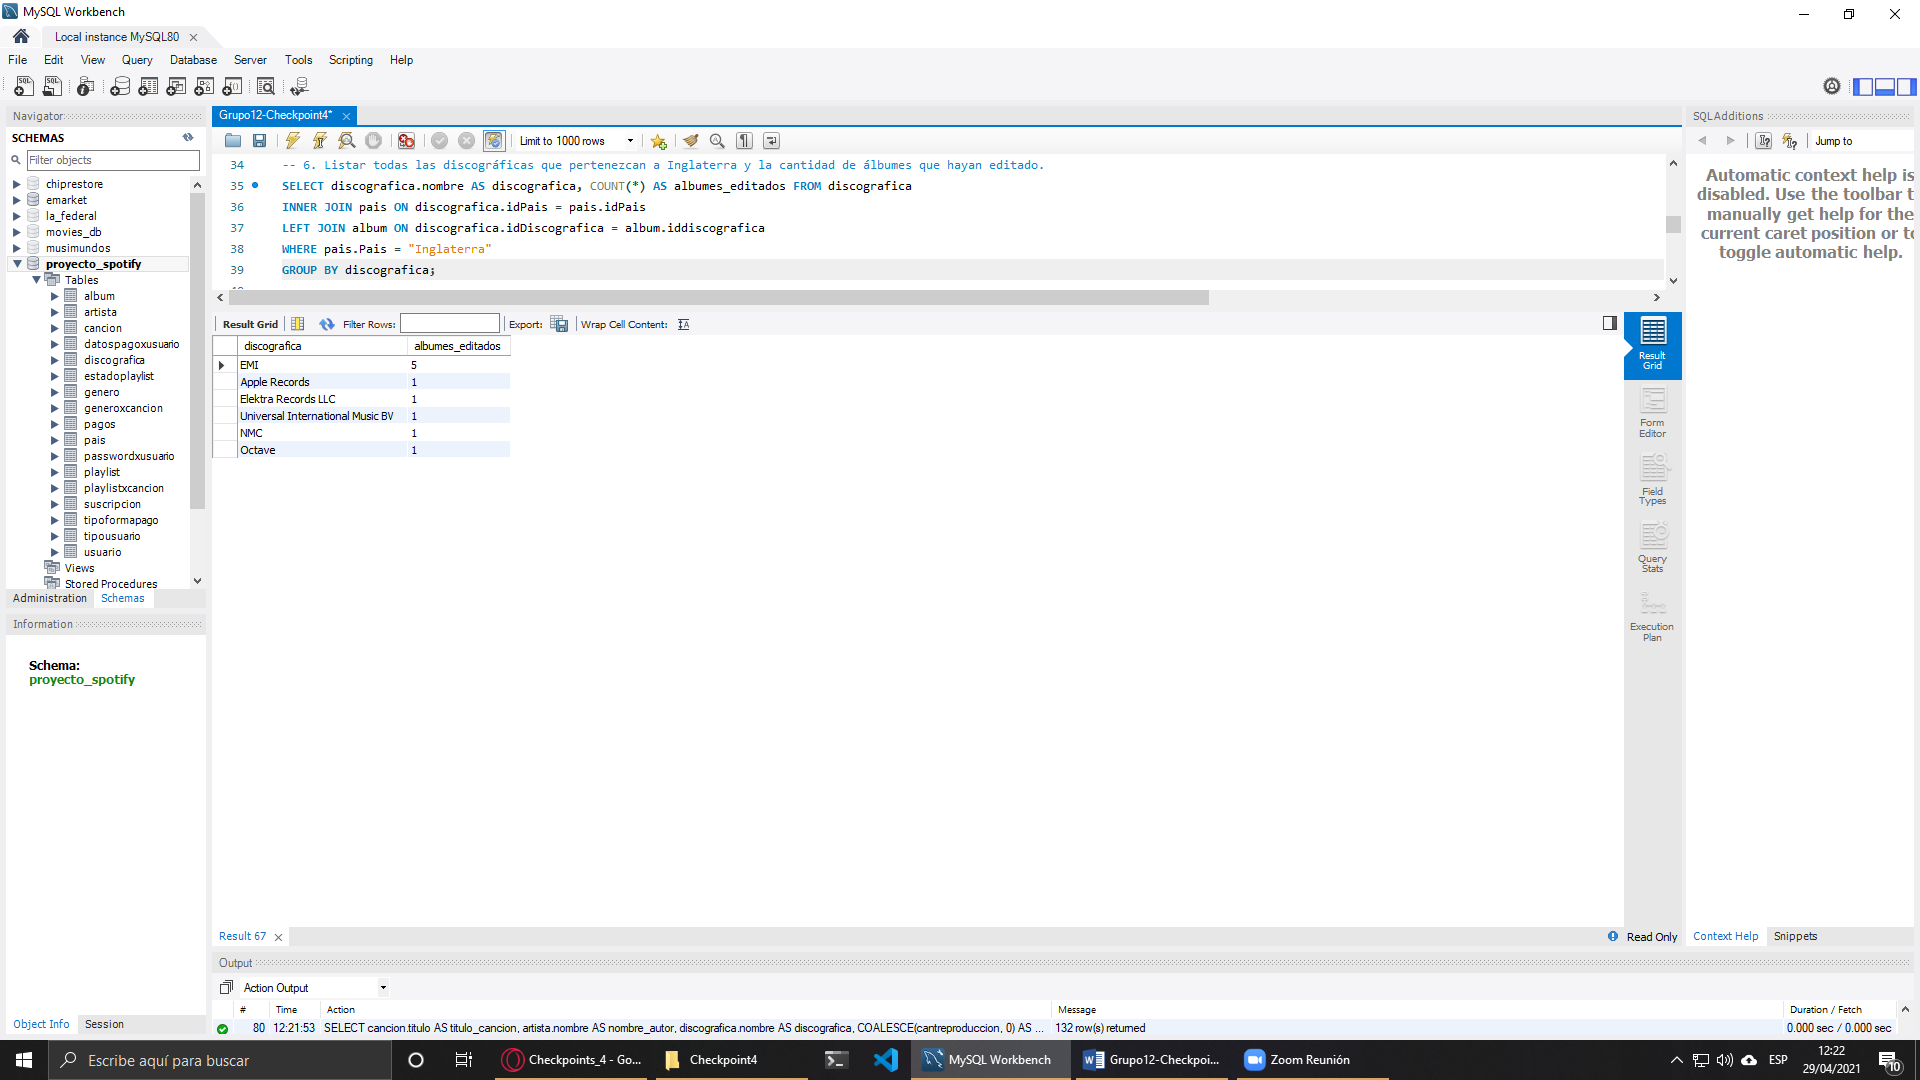 MySQL Workbench
Local instance MySQL80
File Edit View Query Database Server Tools Scripting Help
Navigator
SCHEMAS
Filter objects
chiprestore
emarket
la_federal
movies_db
musimundos
proyecto_spotify
Tables
album
artista
cancion
datospagoxusuario
discografica
estadoplaylist
genero
generoxcancion
pagos
pais
passwordxusuario
playlist
playlistxcancion
suscripcion
tipoformapago
tipousuario
usuario
Views
Stored Procedures
Administration Schemas
Information
Schema:
proyecto_spotify
Object Info Session
Grupo12-Checkpoint4*
Limit to 1000 rows
34 -- 6. Listar todas las discográficas que pertenezcan a Inglaterra y la cantidad de álbumes que hayan editado.
35 SELECT discografica.nombre AS discografica, COUNT(*) AS albumes_editados FROM discografica
36 INNER JOIN pais ON discografica.idPais = pais.idPais
37 LEFT JOIN album ON discografica.idDiscografica = album.iddiscografica
38 WHERE pais.Pais = "Inglaterra"
39 GROUP BY discografica;
Result Grid Filter Rows: Export: Wrap Cell Content:
discografica albumes_editados
EMI 5
Apple Records 1
Elektra Records LLC 1
Universal International Music BV 1
NMC 1
Octave 1
Result
Grid
Form
Editor
Field
Types
Query
Stats
Execution
Plan
Result 67 Read Only
SQLAdditions
Jump to
Automatic context help is
disabled. Use the toolbar t
manually get help for the
current caret position or to
toggle automatic help.
Context Help Snippets
Output
Action Output
# Time Action Message Duration / Fetch
80 12:21:53 SELECT cancion.titulo AS titulo_cancion, artista.nombre AS nombre_autor, discografica.nombre AS discografica, COALESCE(cantreproduccion, 0) AS ... 132 row(s) returned 0.000 sec / 0.000 sec
Escribe aquí para buscar
Checkpoints_4 - Go...
Checkpoint4
MySQL Workbench
Grupo12-Checkpoi...
Zoom Reunión
ESP
12:22
29/04/2021
10